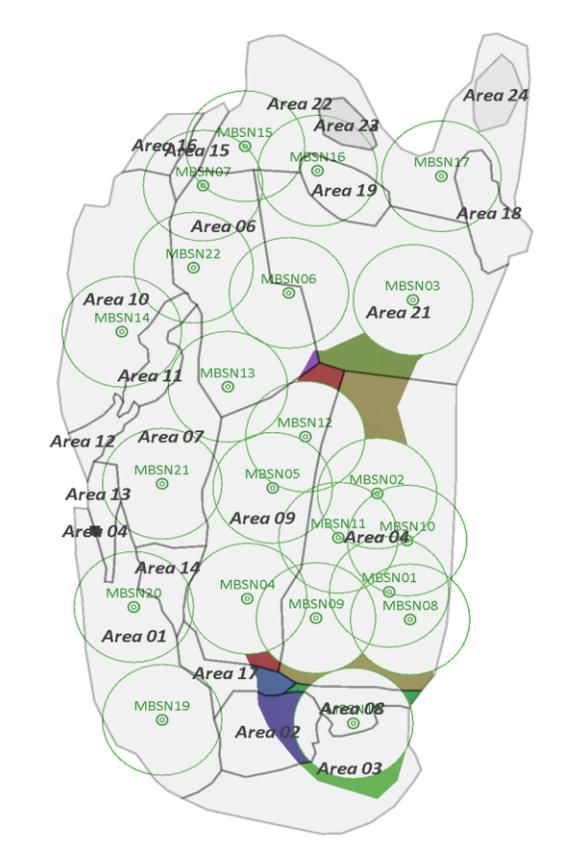 Area 24
Area 22
Area 23
MBSN15
Area 16
Area 15
MBSN16
MBSN17
MBSN07
Area 19
Area 18
Area 06
MBSN22
MBSN06
MBSN03
Area 10
Area 21
MBSN14
Area 11
MBSN13
MBSN12
Area 07
Area 12
MBSN21
MBSN05
MBSN02
Area 13
Area 09
MBSN11
MBSN10
Area 04
Area 04
Area 14
MBSN04
MBSN01
MBSN20
MBSN09
MBSN08
Area 01
Area 17
MBSN19
Area 08
Area 02
Area 03